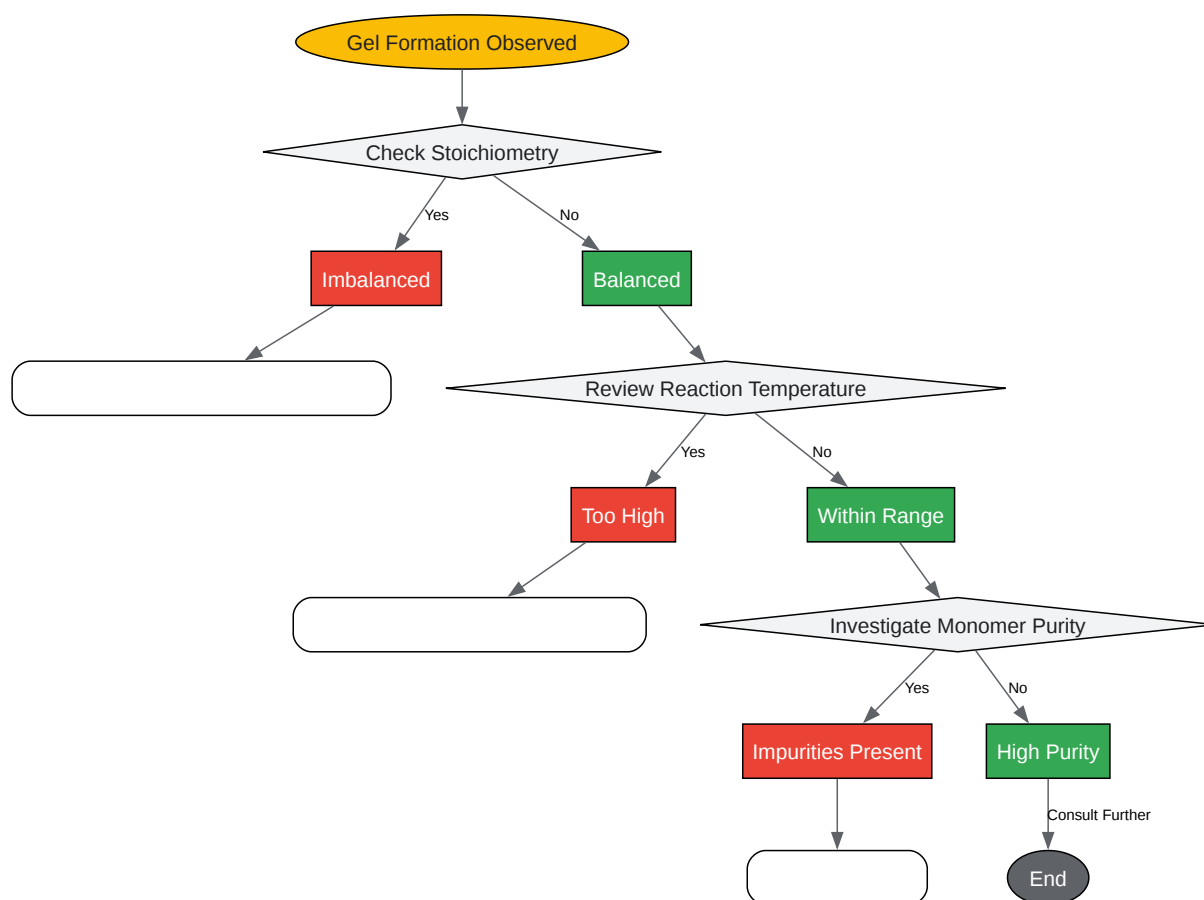 Gel Formation Observed
Check Stoichiometry
Yes
No
Imbalanced
Balanced
Review Reaction Temperature
Yes
No
Too High
Within Range
Investigate Monomer Purity
Yes
No
Impurities Present
High Purity
Consult Further
End